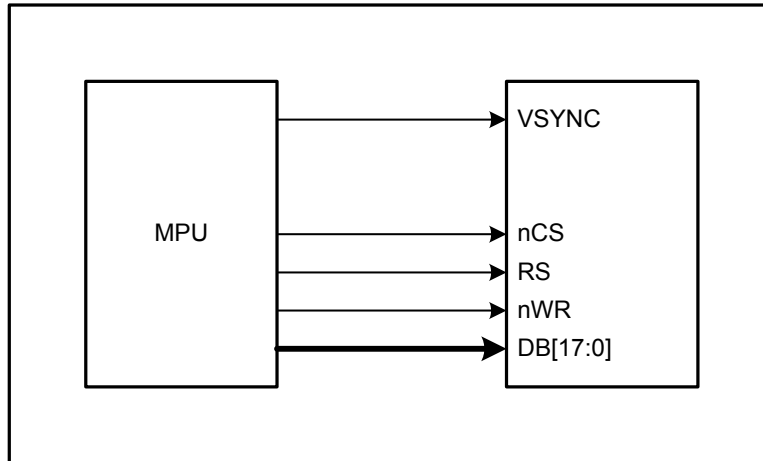 VSYNC
MPU
nCS
RS
nWR
DB[17:0]